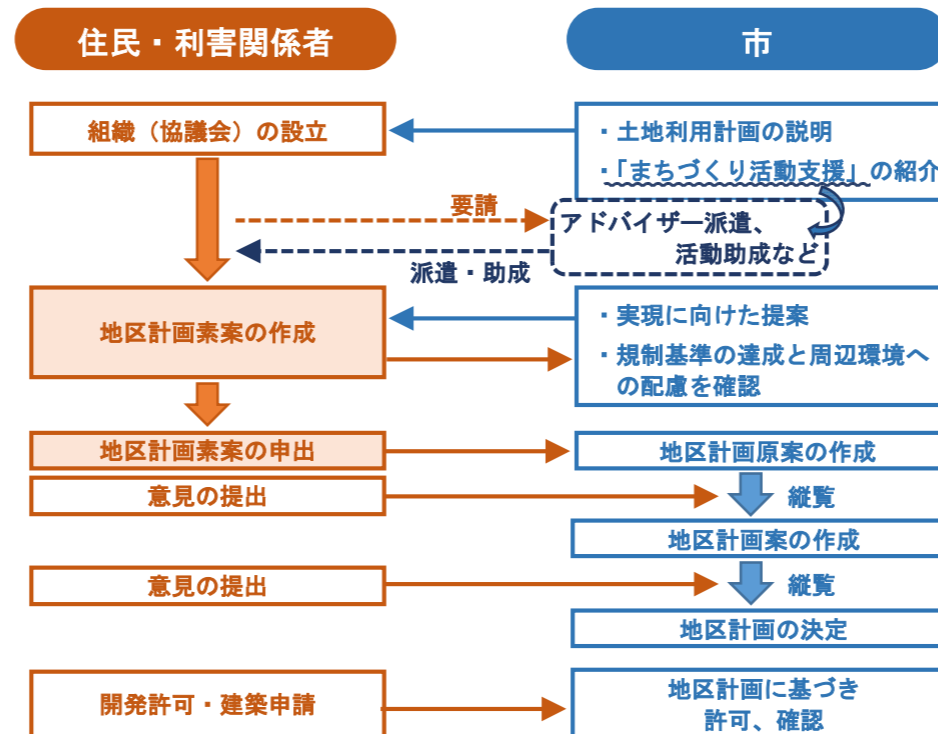 住民・利害関係者
市
組織（協議会）の設立
・土地利用計画の説明
・「まちづくり活動支援」の紹介
要請
アドバイザー派遣、
活動助成など
派遣・助成
地区計画素案の作成
・実現に向けた提案
・規制基準の達成と周辺環境へ
の配慮を確認
地区計画素案の申出
地区計画原案の作成
意見の提出
縦覧
地区計画案の作成
意見の提出
縦覧
地区計画の決定
開発許可・建築申請
地区計画に基づき
許可、確認